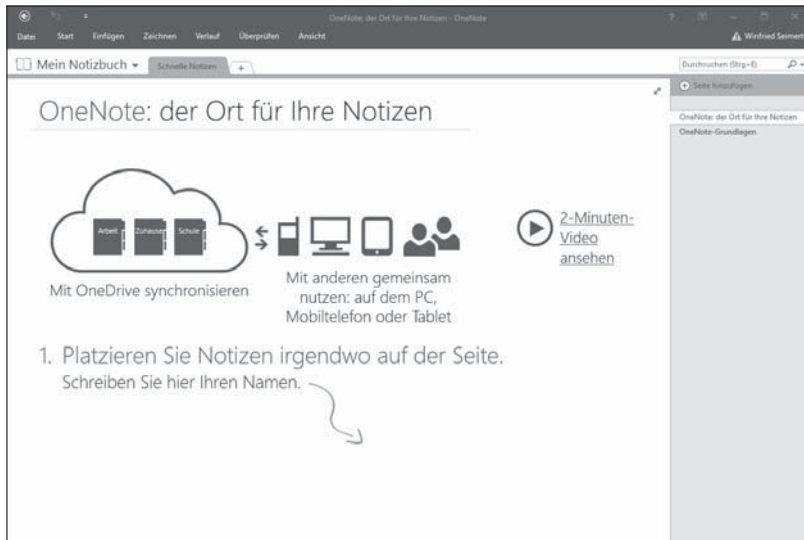 OneNote: der Ort für Ihre Notizen - OneNote
?
Datei Start Einfügen Zeichnen Verlauf Überprüfen Ansicht
Winfried Seimert
Mein Notizbuch
Schnelle Notizen
+
Durchsuchen (Strg+E)
Seite hinzufügen
OneNote: der Ort für Ihre Notizen
OneNote-Grundlagen
OneNote: der Ort für Ihre Notizen
Arbeit Zuhause Schule
Mit OneDrive synchronisieren
Mit anderen gemeinsam
nutzen: auf dem PC,
Mobiltelefon oder Tablet
2-Minuten-
Video
ansehen
1. Platzieren Sie Notizen irgendwo auf der Seite.
Schreiben Sie hier Ihren Namen.